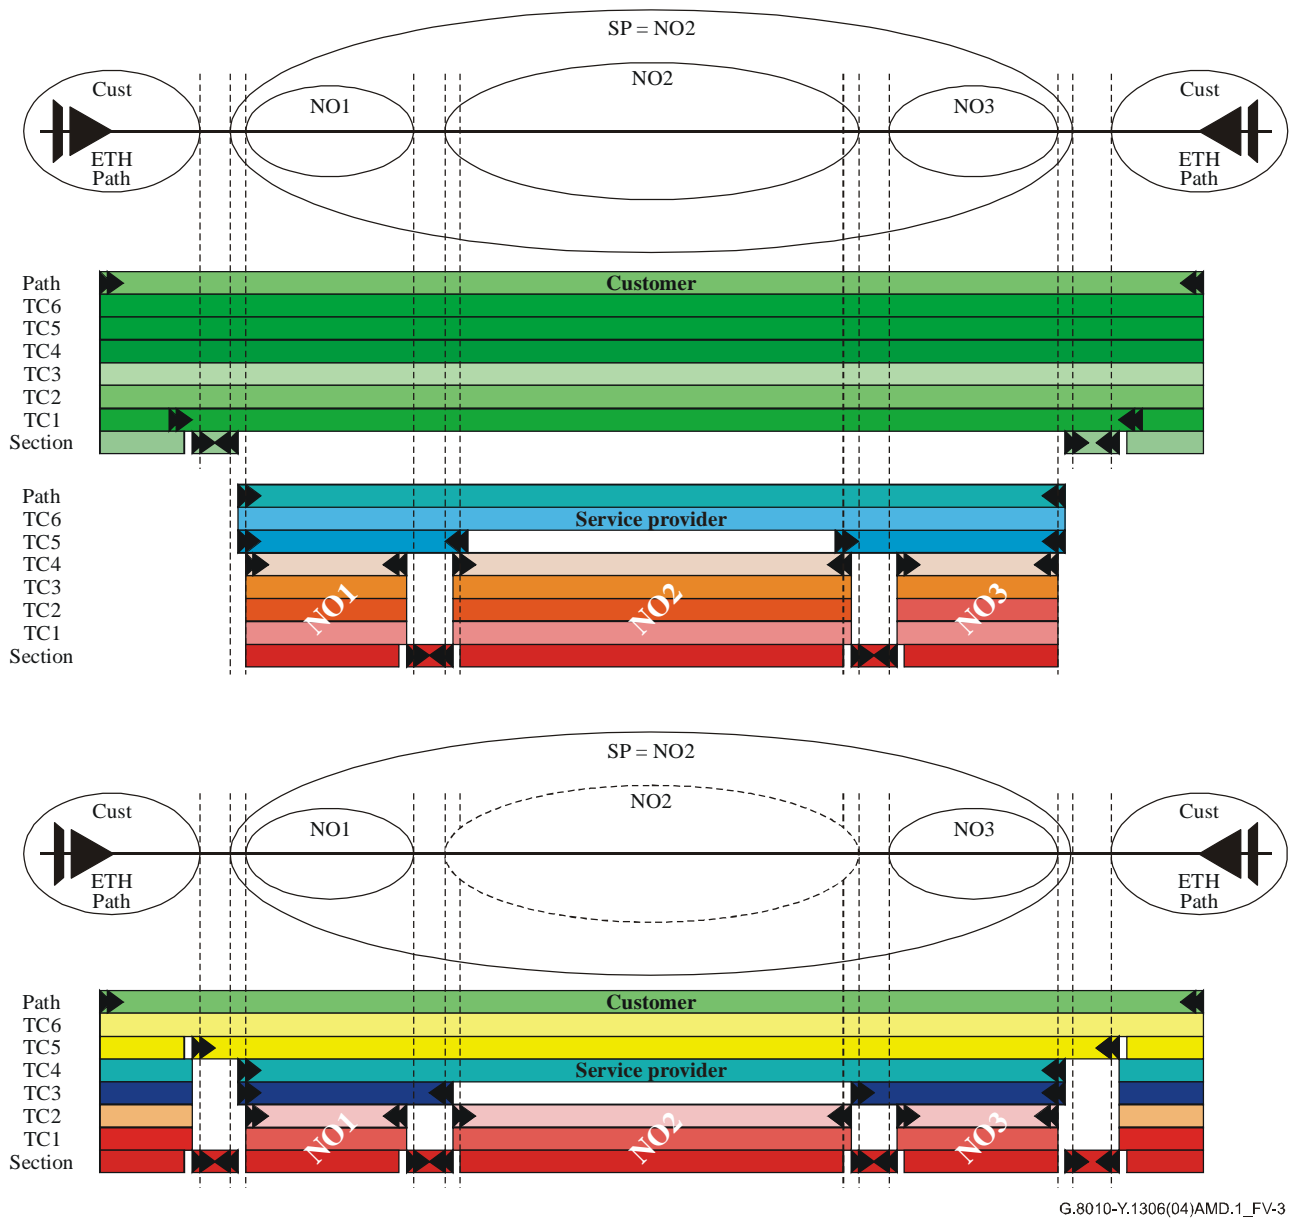 SP = NO2
NO2
Cust
NO1
NO3
Cust
ETH
Path
ETH
Path
Path
Customer
TC6
TC5
TC4
TC3
TC2
TC1
Section
Path
TC6
Service provider
TC5
TC4
TC3
TC2
NO1
NO2
NO3
TC1
Section
SP = NO2
NO2
Cust
NO1
NO3
Cust
ETH
Path
ETH
Path
Path
Customer
TC6
TC5
TC4
Service provider
TC3
TC2
TC1
NO1
NO2
NO3
Section
G.8010-Y.1306(04)AMD.1_FV-3